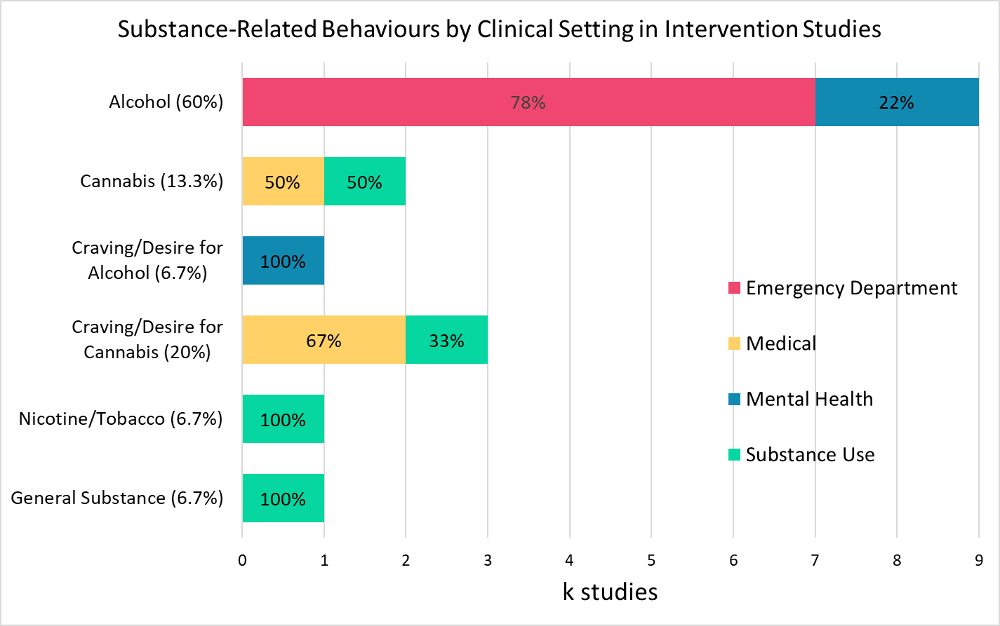 Substance-Related Behaviours by Clinical Setting in Intervention Studies
Alcohol (60%)
78%
22%
Cannabis (13.3%)
50%
50%
Craving/Desire for
Alcohol (6.7%)
100%
Craving/Desire for
Cannabis (20%)
67%
33%
Nicotine/Tobacco (6.7%)
100%
General Substance (6.7%)
100%
Emergency Department
Medical
Mental Health
Substance Use
0 1 2 3 4 5 6 7 8 9
k studies